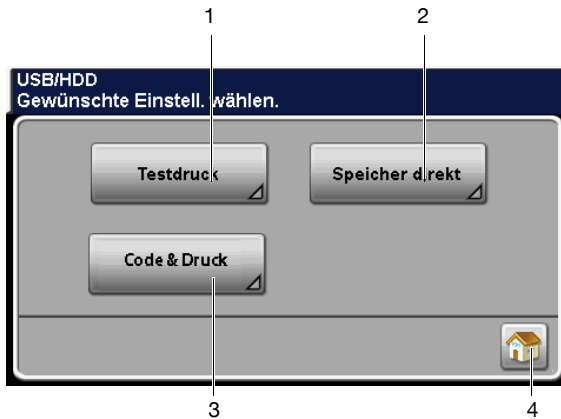 1 2
USB/HDD
Gewünschte Einstell. wählen.
Testdruck Speicher direkt
Code & Druck
3 4